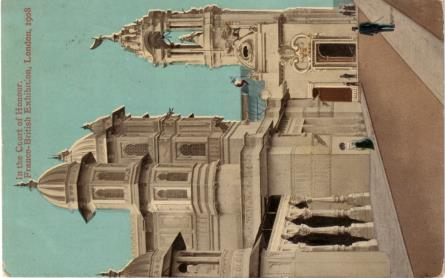 In the Court of Honour.
Franco-British Exhibition, London, 1908